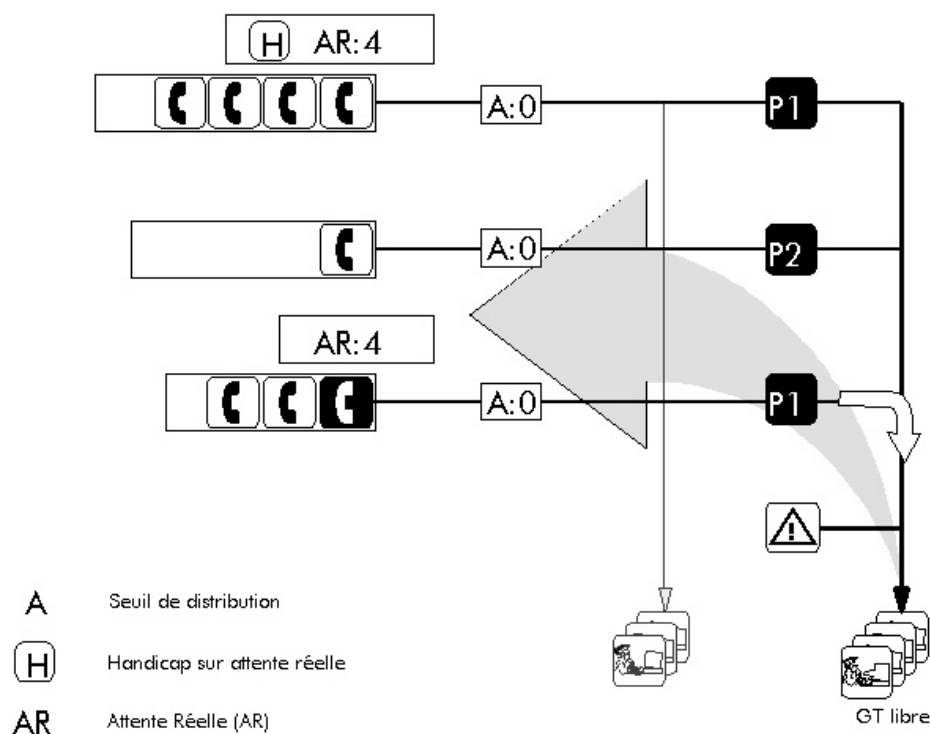 H AR: 4
A: 0 P1
A: 0 P2
AR: 4
A: 0 P1
A Seuil de distribution
H Handicap sur attente réelle
AR Attente Réelle (AR)
GT libre